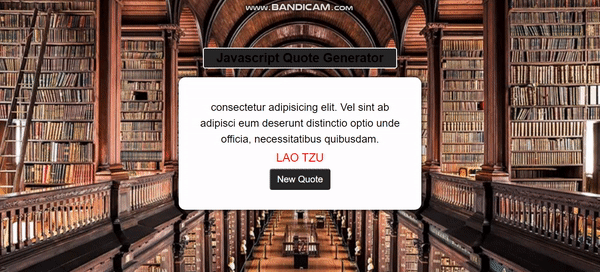 www.BANDICAM.com
Javascript Quote Generator
consectetur adipisicing elit. Vel sint ab
adipisci eum deserunt distinctio optio unde
officia, necessitatibus quibusdam.
LAO TZU
New Quote